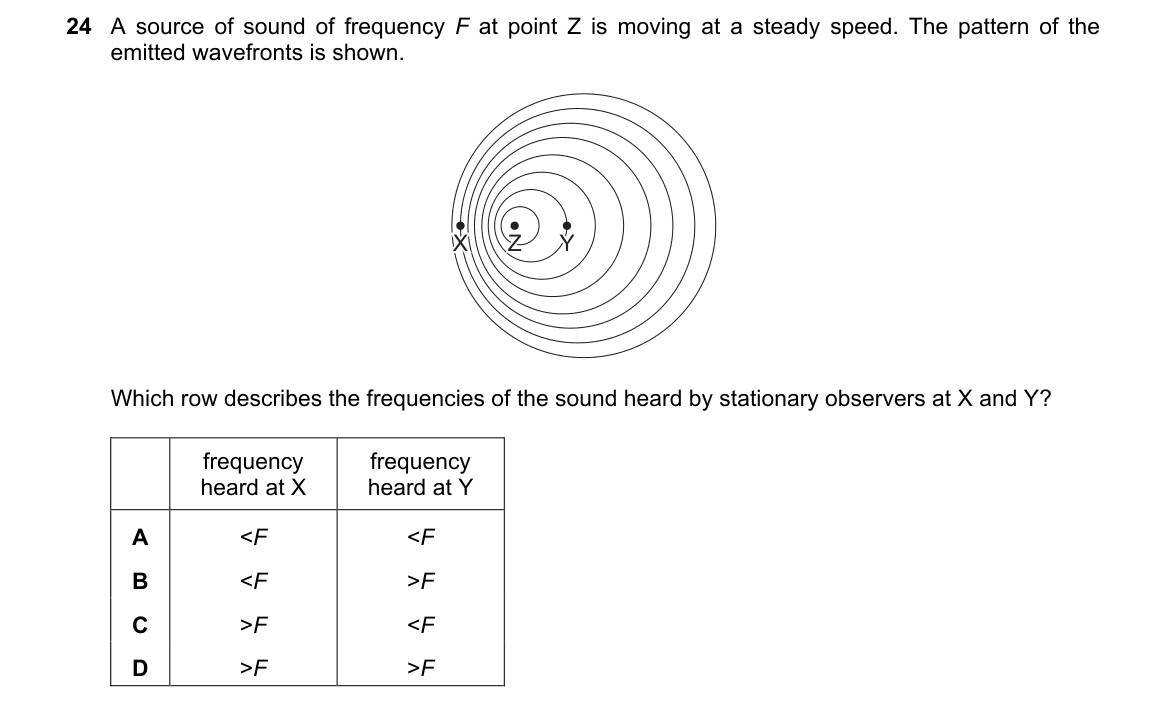 24 A source of sound of frequency F at point Z is moving at a steady speed. The pattern of the
emitted wavefronts is shown.
X Z Y
Which row describes the frequencies of the sound heard by stationary observers at X and Y?
frequency heard at X frequency heard at Y
A <F <F
B <F >F
C >F <F
D >F >F